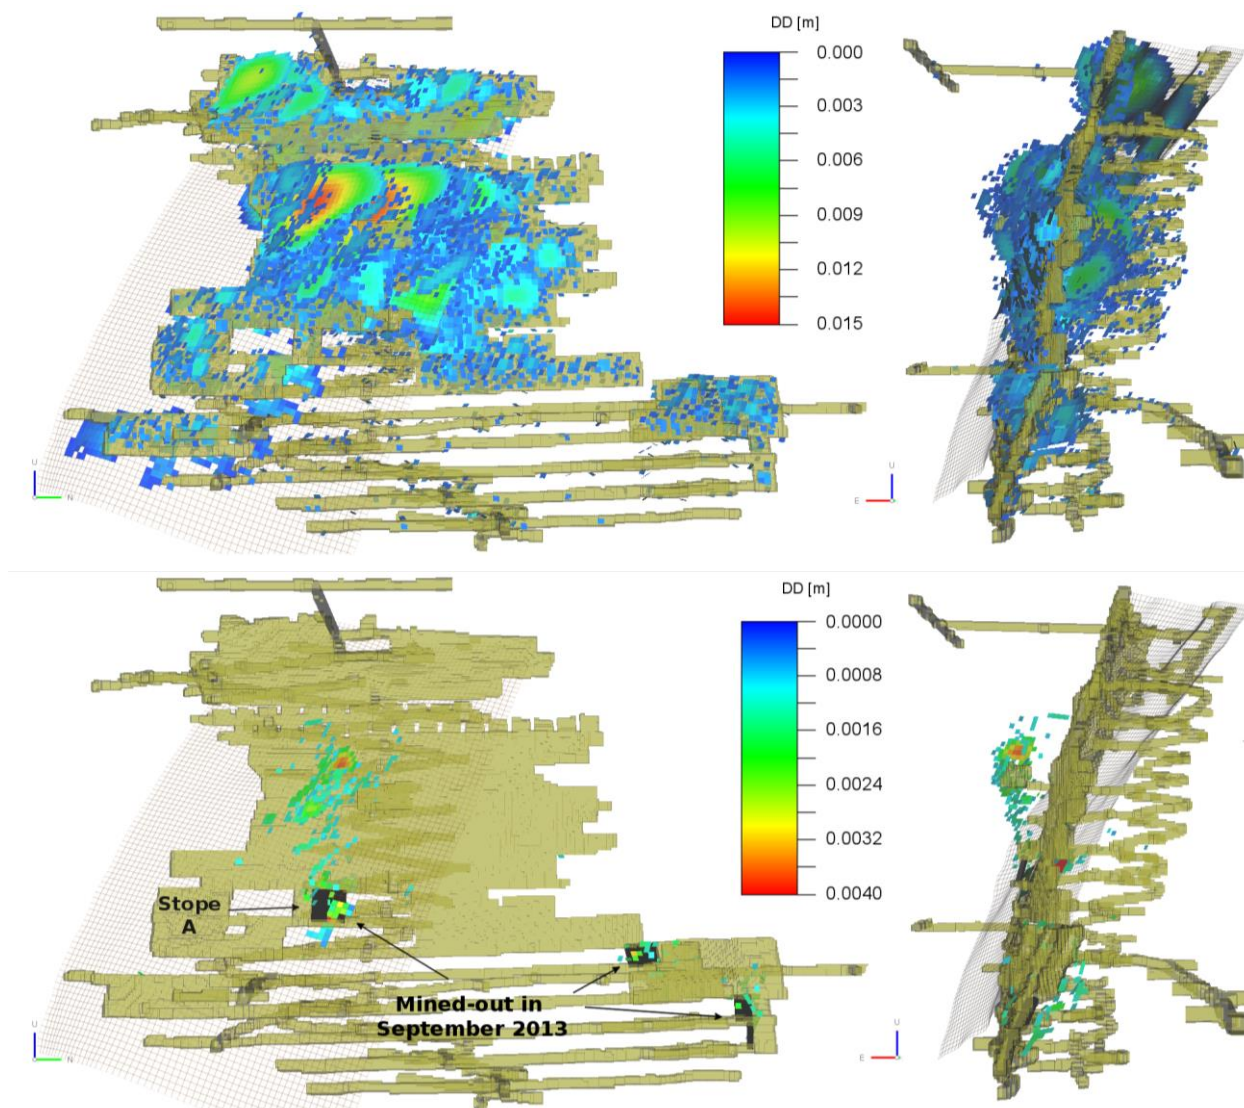 DD [m]
0.000
0.003
0.006
0.009
0.012
0.015
U
N
U
E
DD [m]
0.0000
0.0008
0.0016
0.0024
0.0032
0.0040
Stope
A
Mined-out in
September 2013
U
N
U
E